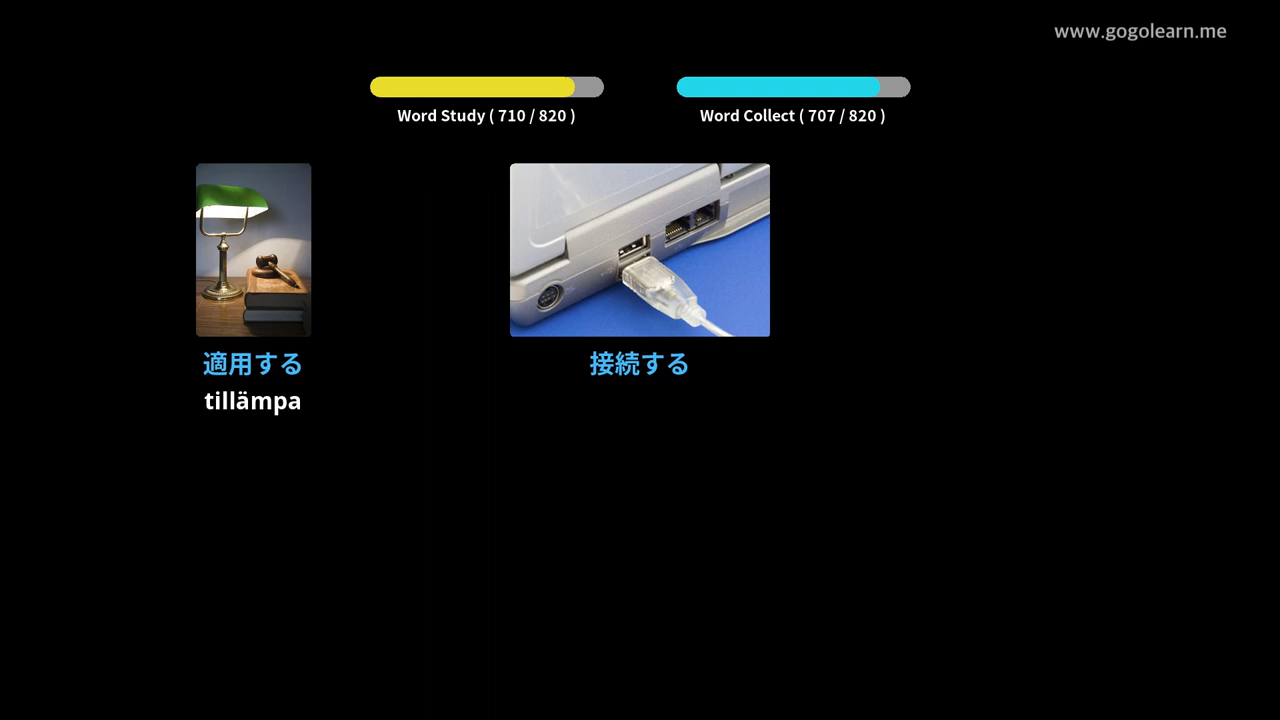 www.gogolearn.me
Word Study ( 710 / 820 )
Word Collect ( 707 / 820 )
適用する
tillämpa
接続する